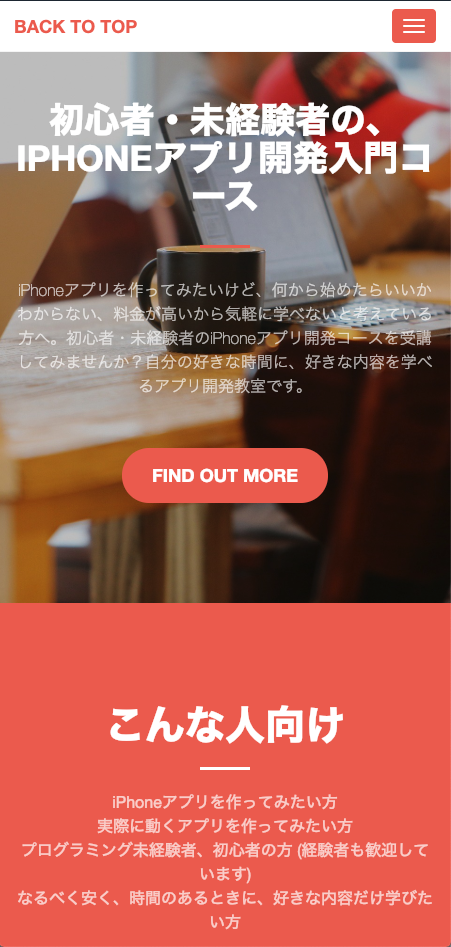 BACK TO TOP
初心者・未経験者の、
IPHONEアプリ開発入門コ
ース
iPhoneアプリを作ってみたいけど、何から始めたらいいか
わからない、料金が高いから気軽に学べないと考えている
方へ。初心者・未経験者のiPhoneアプリ開発コースを受講
してみませんか？自分の好きな時間に、好きな内容を学べ
るアプリ開発教室です。
FIND OUT MORE
こんな人向け
iPhoneアプリを作ってみたい方
実際に動くアプリを作ってみたい方
プログラミング未経験者、初心者の方 (経験者も歓迎して
います)
なるべく安く、時間のあるときに、好きな内容だけ学びた
い方